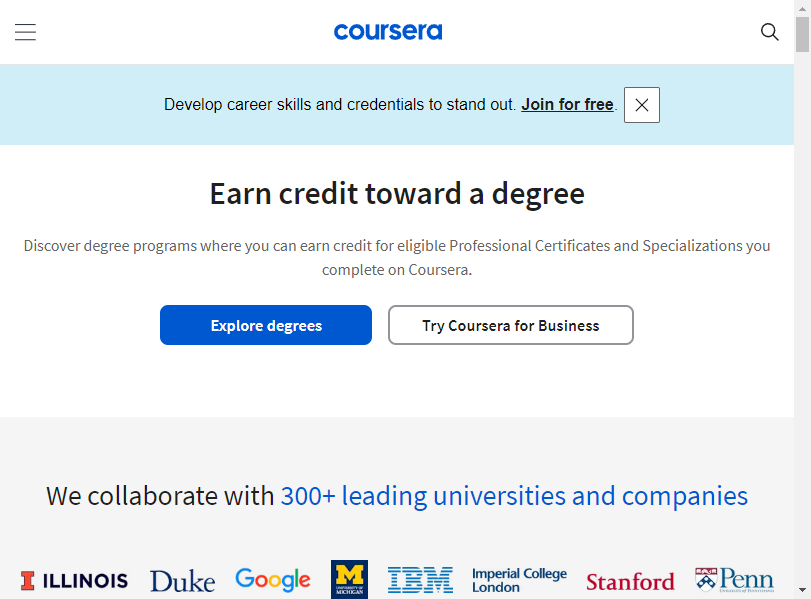 coursera
Develop career skills and credentials to stand out. Join for free.
Earn credit toward a degree
Discover degree programs where you can earn credit for eligible Professional Certificates and Specializations you
complete on Coursera.
Explore degrees
Try Coursera for Business
We collaborate with 300+ leading universities and companies
I ILLINOIS
Duke
Google
M
UNIVERSITY OF
MICHIGAN
IBM
Imperial College
London
Stanford
Penn
UNIVERSITY of PENNSYLVANIA